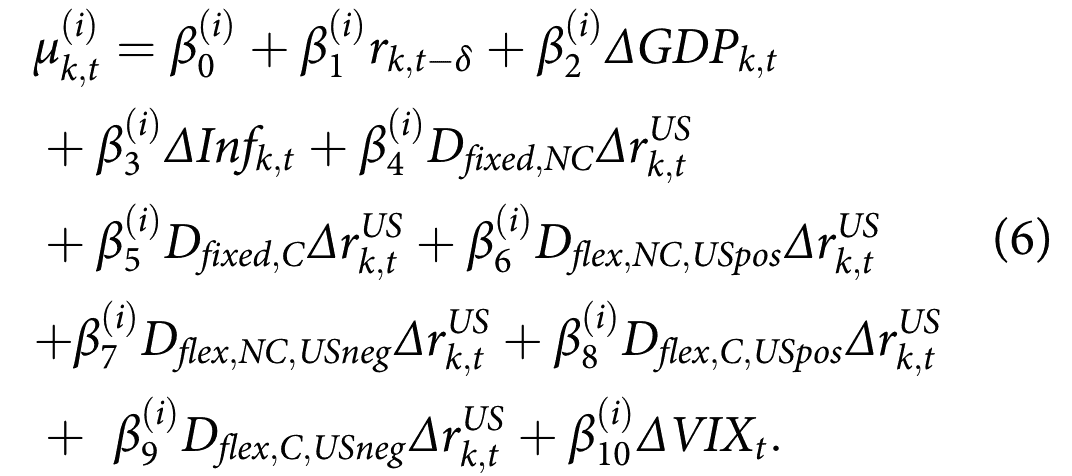 μ_{k,t}^{(i)} = β_0^{(i)} + β_1^{(i)} r_{k,t−δ} + β_2^{(i)} ΔGDP_{k,t}
+ β_3^{(i)} ΔInf_{k,t} + β_4^{(i)} D_{fixed,NC} Δr_{k,t}^{US}
+ β_5^{(i)} D_{fixed,C} Δr_{k,t}^{US} + β_6^{(i)} D_{flex,NC,USpos} Δr_{k,t}^{US} (6)
+ β_7^{(i)} D_{flex,NC,USneg} Δr_{k,t}^{US} + β_8^{(i)} D_{flex,C,USpos} Δr_{k,t}^{US}
+ β_9^{(i)} D_{flex,C,USneg} Δr_{k,t}^{US} + β_{10}^{(i)} ΔVIX_t.